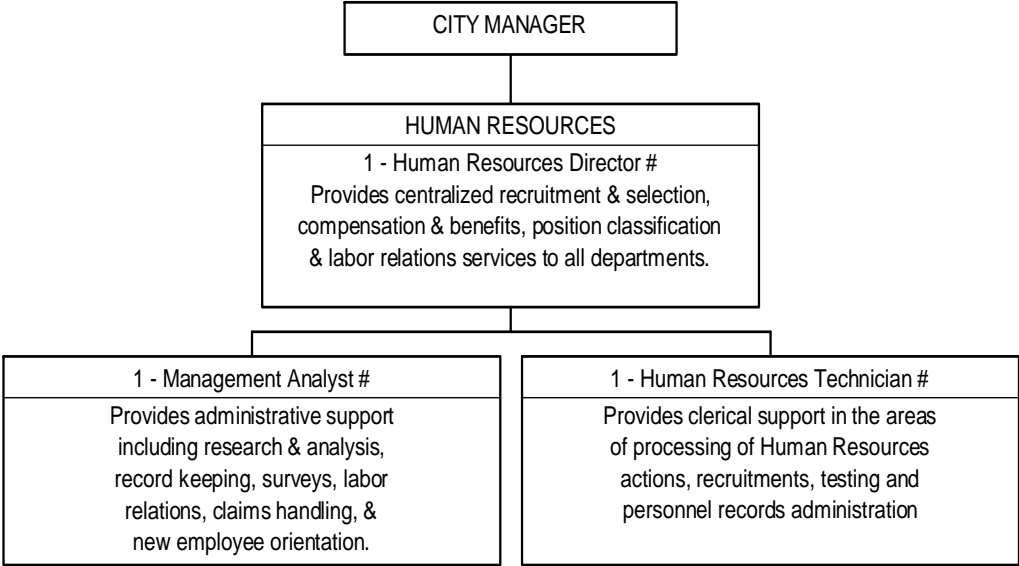 CITY MANAGER
HUMAN RESOURCES
1 - Human Resources Director #
Provides centralized recruitment & selection,
compensation & benefits, position classification
& labor relations services to all departments.
1 - Management Analyst #
Provides administrative support
including research & analysis,
record keeping, surveys, labor
relations, claims handling, &
new employee orientation.
1 - Human Resources Technician #
Provides clerical support in the areas
of processing of Human Resources
actions, recruitments, testing and
personnel records administration